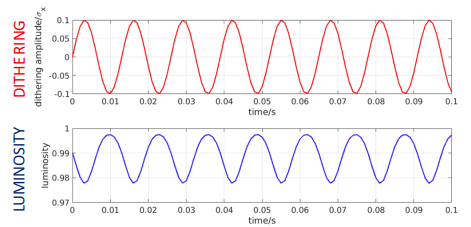 DITHERING
dithering amplitude/σx
0.1
0.05
0
-0.05
-0.1
0 0.01 0.02 0.03 0.04 0.05 0.06 0.07 0.08 0.09 0.1
time/s
LUMINOSITY
luminosity
1
0.99
0.98
0.97
0 0.01 0.02 0.03 0.04 0.05 0.06 0.07 0.08 0.09 0.1
time/s